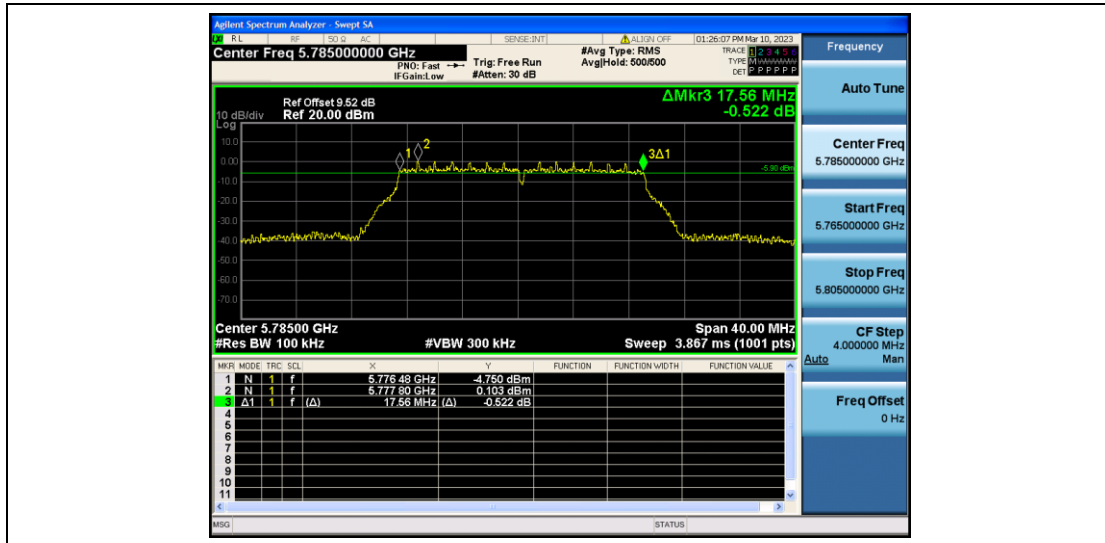 Agilent Spectrum Analyzer - Swept SA
RL RF 50 Ω AC SENSE:INT ALIGN OFF 01:26:07 PM Mar 10, 2023
Center Freq 5.785000000 GHz
PNO: Fast
IFGain:Low
Trig: Free Run
#Atten: 30 dB
#Avg Type: RMS
Avg|Hold: 500/500
TRACE 1 2 3 4 5 6
TYPE M
DET P P P P P P
Ref Offset 9.52 dB
10 dB/div Ref 20.00 dBm
Log
ΔMkr3 17.56 MHz
-0.522 dB
10.0
0.00
-10.0
-20.0
-30.0
-40.0
-50.0
-60.0
-70.0
1
2
3Δ1
-5.90 dBm
Center 5.78500 GHz Span 40.00 MHz
#Res BW 100 kHz #VBW 300 kHz Sweep 3.867 ms (1001 pts)
MKR MODE TRC SCL X Y FUNCTION FUNCTION WIDTH FUNCTION VALUE
1 N 1 f 5.776 48 GHz -4.750 dBm
2 N 1 f 5.777 80 GHz 0.103 dBm
3 Δ1 1 f (Δ) 17.56 MHz (Δ) -0.522 dB
4
5
6
7
8
9
10
11
MSG STATUS
Frequency
Auto Tune
Center Freq
5.785000000 GHz
Start Freq
5.765000000 GHz
Stop Freq
5.805000000 GHz
CF Step
4.000000 MHz
Auto Man
Freq Offset
0 Hz